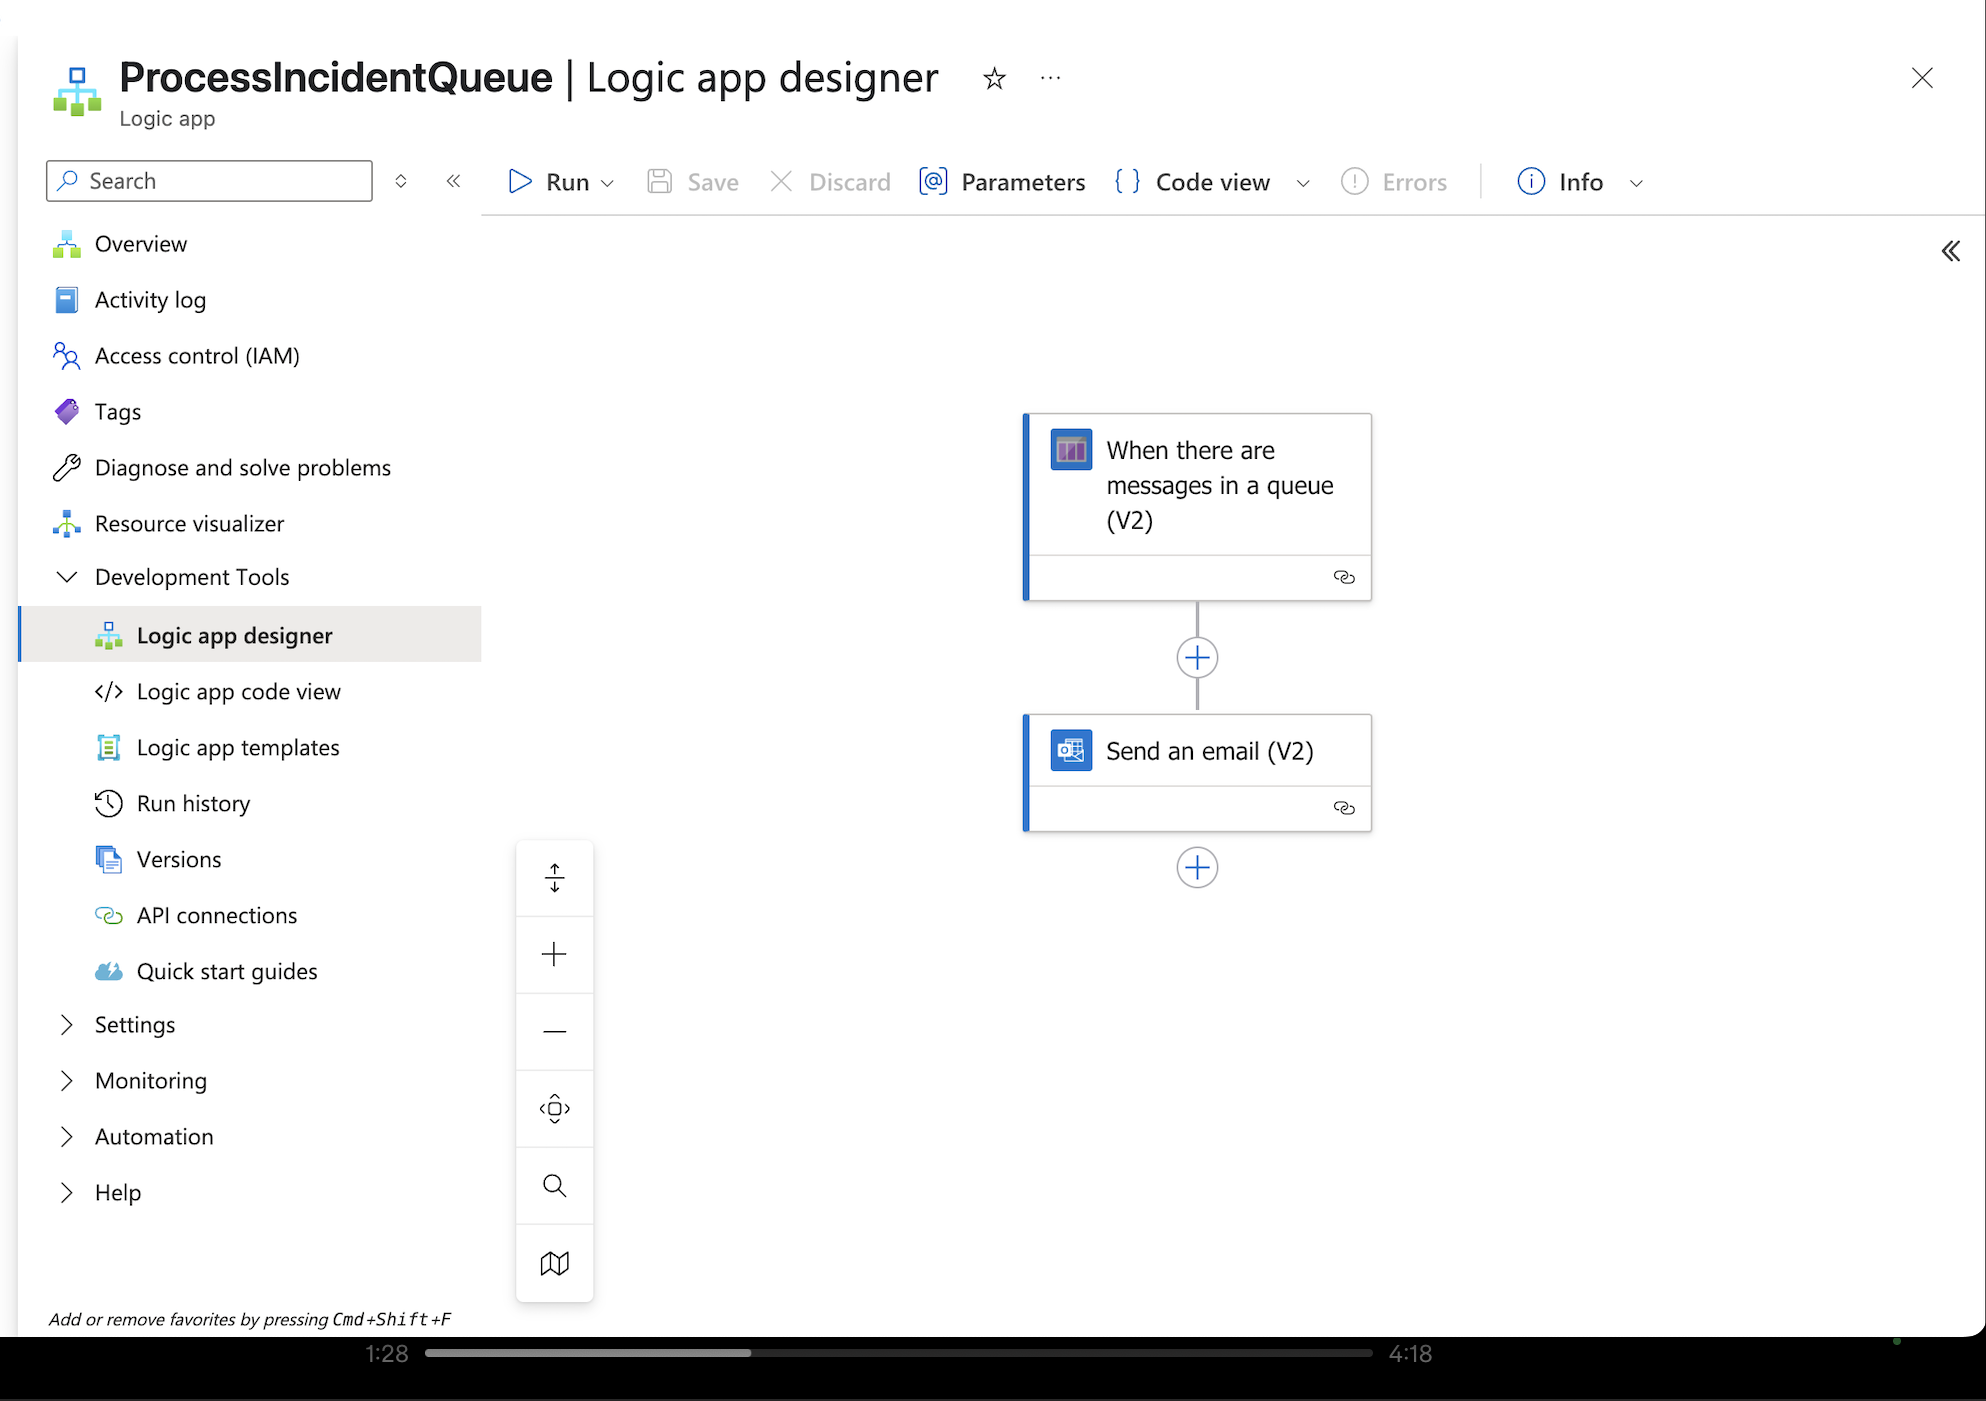 ProcessIncidentQueue | Logic app designer
Logic app
Search
Run
Save
Discard
Parameters
Code view
Errors
Info
Overview
Activity log
Access control (IAM)
Tags
Diagnose and solve problems
Resource visualizer
Development Tools
Logic app designer
Logic app code view
Logic app templates
Run history
Versions
API connections
Quick start guides
Settings
Monitoring
Automation
Help
Add or remove favorites by pressing Cmd+Shift+F
When there are
messages in a queue
(V2)
Send an email (V2)
1:28
4:18